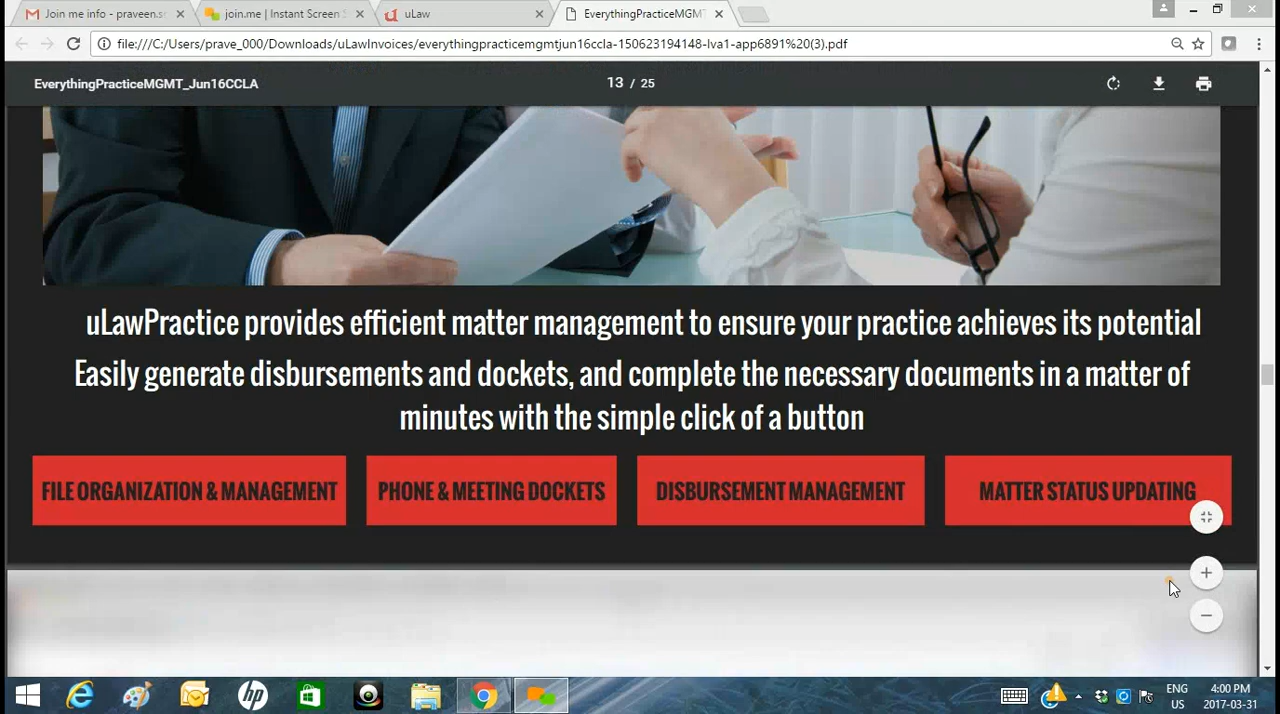 Join me info - praveen.s
join.me | Instant Screen S
uLaw
EverythingPracticeMGMT
file:///C:/Users/prave_000/Downloads/uLawInvoices/everythingpracticemgmtjun16ccla-150623194148-lva1-app6891%20(3).pdf
EverythingPracticeMGMT_Jun16CCLA
13 / 25
uLawPractice provides efficient matter management to ensure your practice achieves its potential
Easily generate disbursements and dockets, and complete the necessary documents in a matter of
minutes with the simple click of a button
FILE ORGANIZATION & MANAGEMENT
PHONE & MEETING DOCKETS
DISBURSEMENT MANAGEMENT
MATTER STATUS UPDATING
hp
ENG
US
4:00 PM
2017-03-31